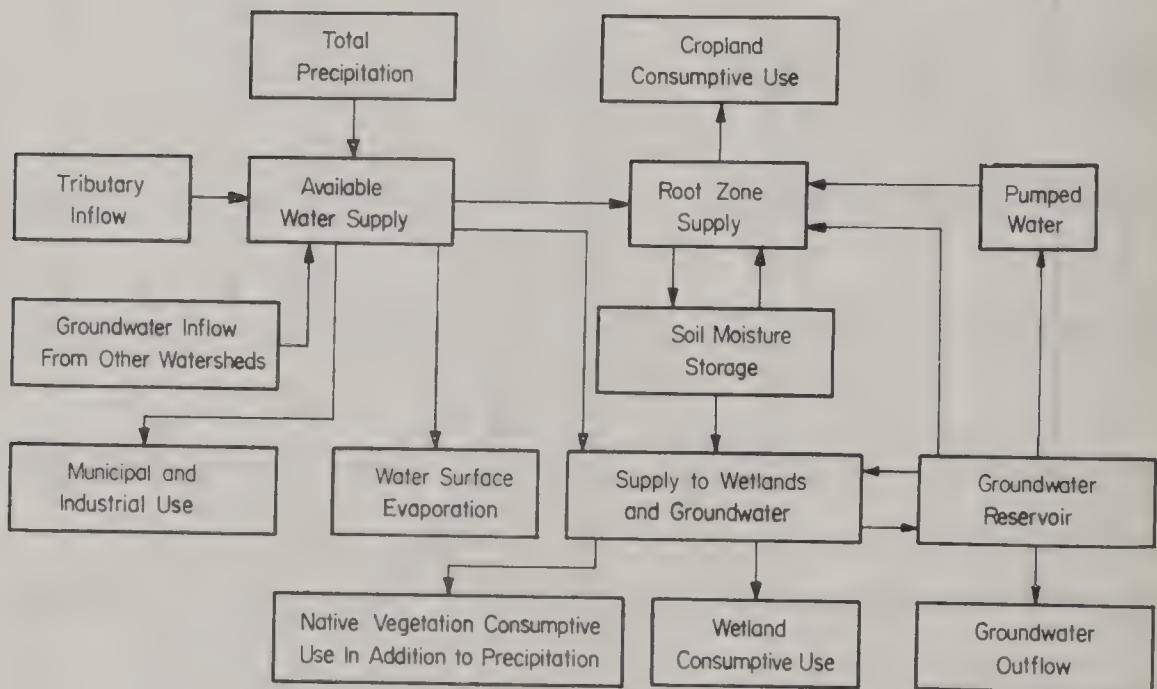 Total
Precipitation
Cropland
Consumptive Use
Tributary
Inflow
Available
Water Supply
Root Zone
Supply
Pumped
Water
Groundwater Inflow
From Other Watersheds
Soil Moisture
Storage
Municipal and
Industrial Use
Water Surface
Evaporation
Supply to Wetlands
and Groundwater
Groundwater
Reservoir
Native Vegetation Consumptive
Use In Addition to Precipitation
Wetland
Consumptive Use
Groundwater
Outflow